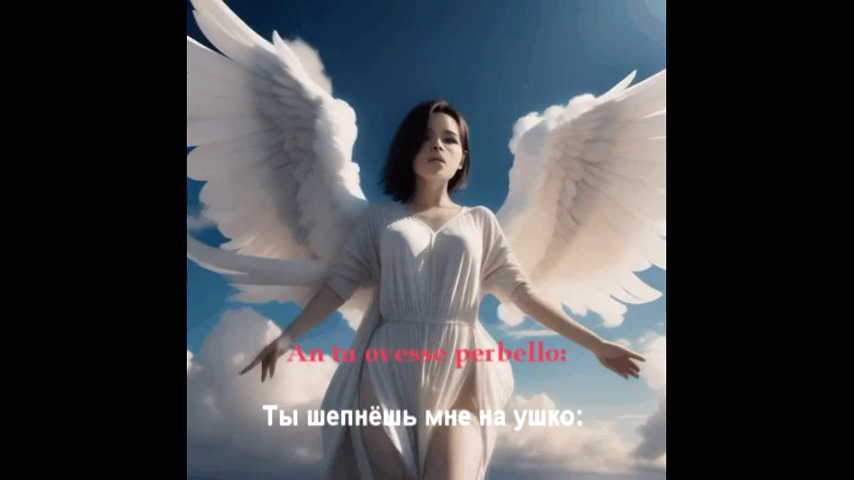 An tu ovesse perbello:
Ты шепнёшь мне на ушко: